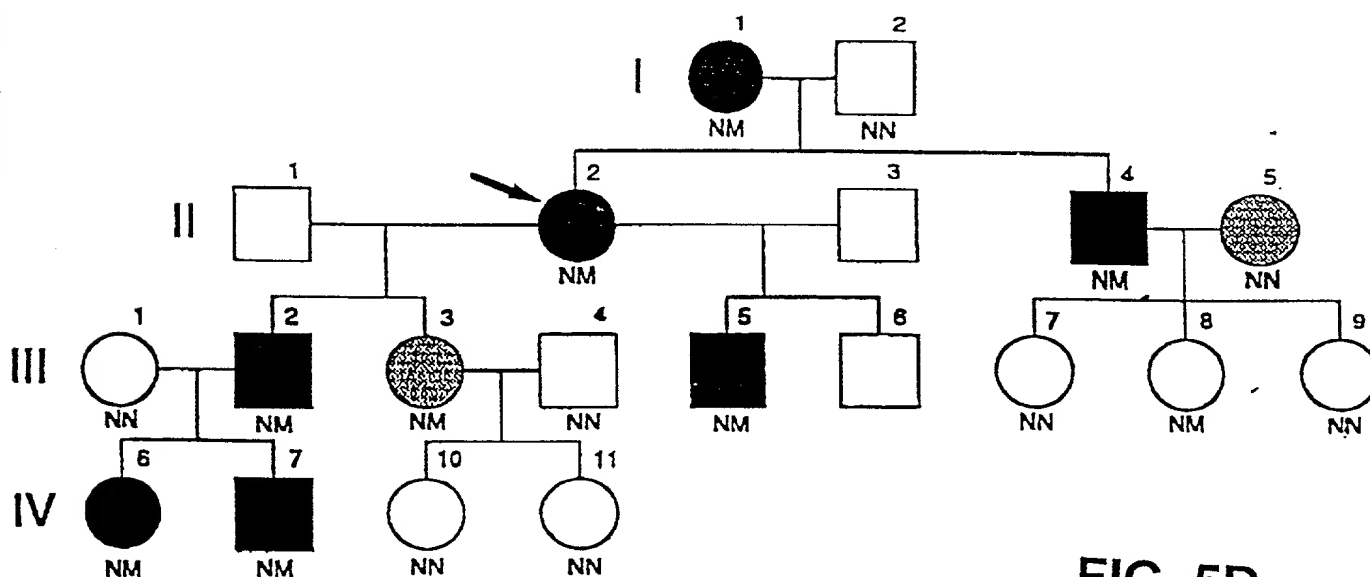 1 2
I
NM NN
1 2 3 4 5
II
NM NM NN
1 2 3 4 5 6 7 8 9
III
NN NM NM NN NM NN NM NN
6 7 10 11
IV
NM NM NN NN
FIG. 5D